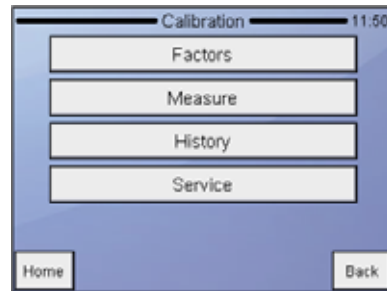 Calibration 11:50
Factors
Measure
History
Service
Home Back